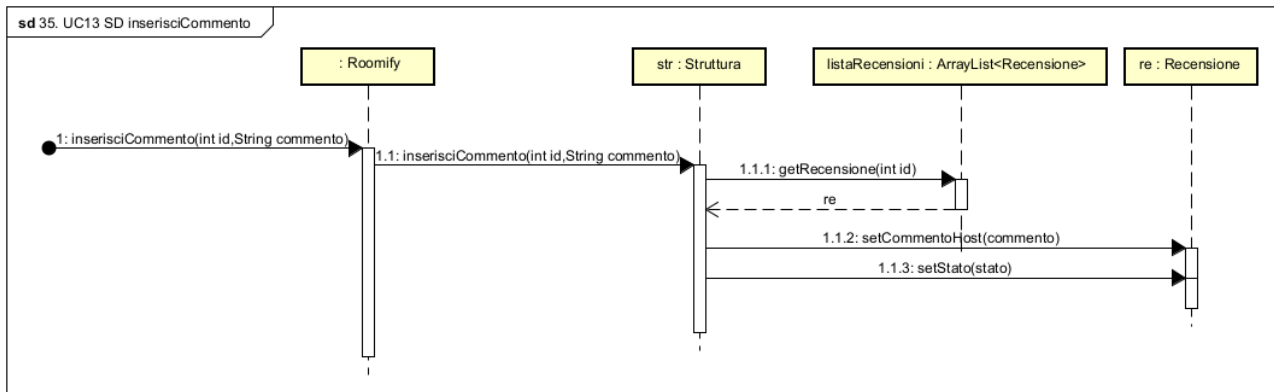 sd 35. UC13 SD inserisciCommento
: Roomify
str : Struttura
listaRecensioni : ArrayList<Recensione>
re : Recensione
1: inserisciCommento(int id,String commento)
1.1: inserisciCommento(int id,String commento)
1.1.1: getRecensione(int id)
re
1.1.2: setCommentoHost(commento)
1.1.3: setStato(stato)